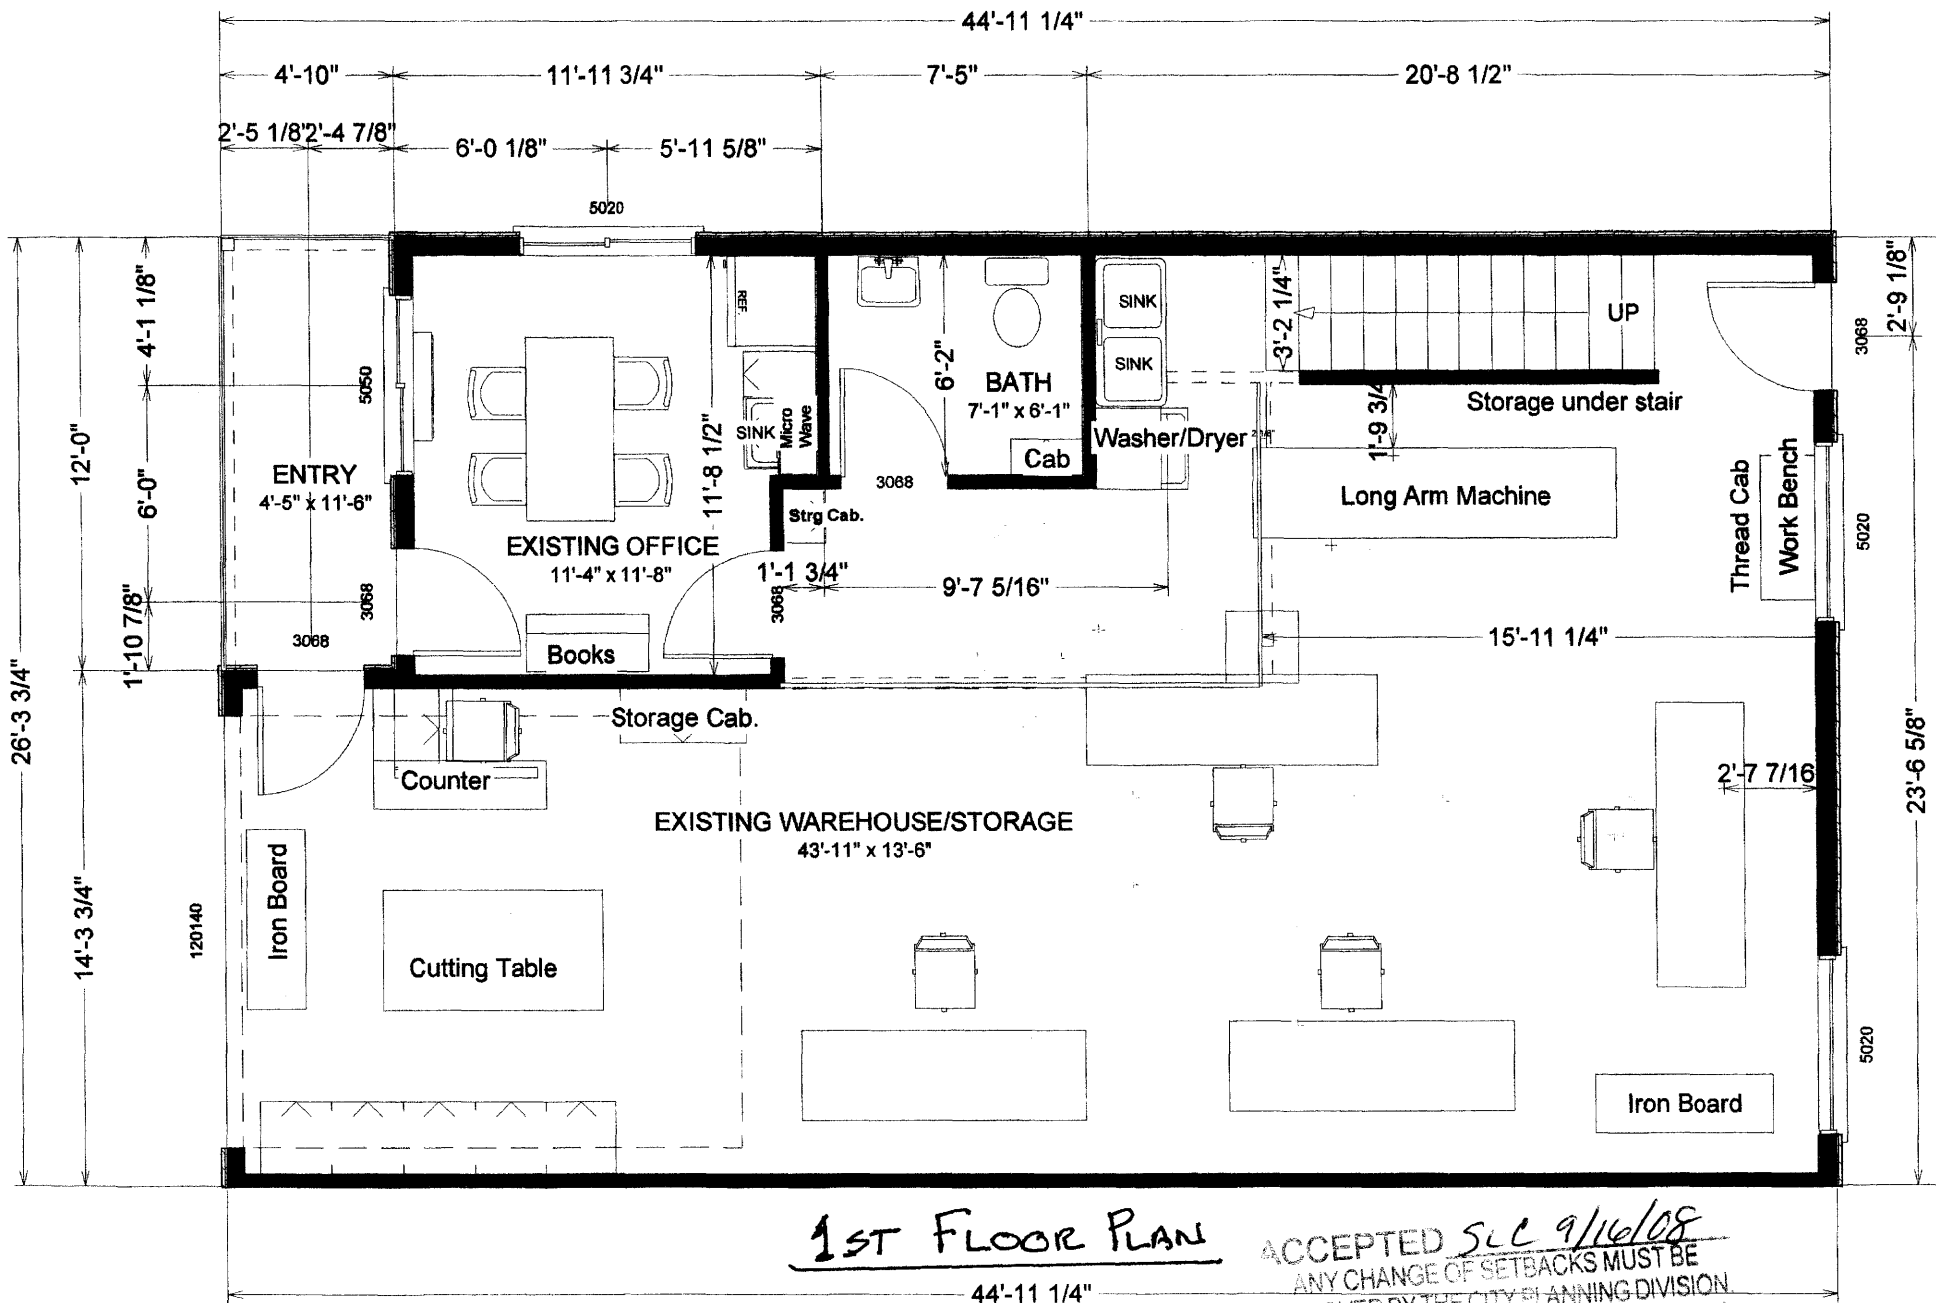 44'-11 1/4"
4'-10"
11'-11 3/4"
7'-5"
20'-8 1/2"
2'-5 1/8"
2'-4 7/8"
6'-0 1/8"
5'-11 5/8"
5020
26'-3 3/4"
12'-0"
14'-3 3/4"
4'-1 1/8"
6'-0"
1'-10 7/8"
ENTRY
4'-5" x 11'-6"
5050
3068
3068
EXISTING OFFICE
11'-4" x 11'-8"
11'-8 1/2"
REF.
SINK
Micro
Wave
Books
3068
Strg Cab.
1'-1 3/4"
9'-7 5/16"
BATH
7'-1" x 6'-1"
6'-2"
Cab
3068
SINK
SINK
Washer/Dryer
3'-2 1/4"
UP
Storage under stair
1'-9 3/4
Long Arm Machine
Thread Cab
Work Bench
3068
2'-9 1/8"
5020
23'-6 5/8"
15'-11 1/4"
2'-7 7/16
Storage Cab.
Counter
EXISTING WAREHOUSE/STORAGE
43'-11" x 13'-6"
120140
Iron Board
Cutting Table
5020
Iron Board
1ST FLOOR PLAN
ACCEPTED SLC 9/16/08
ANY CHANGE OF SETBACKS MUST BE
BY THE CITY PLANNING DIVISION.
44'-11 1/4"